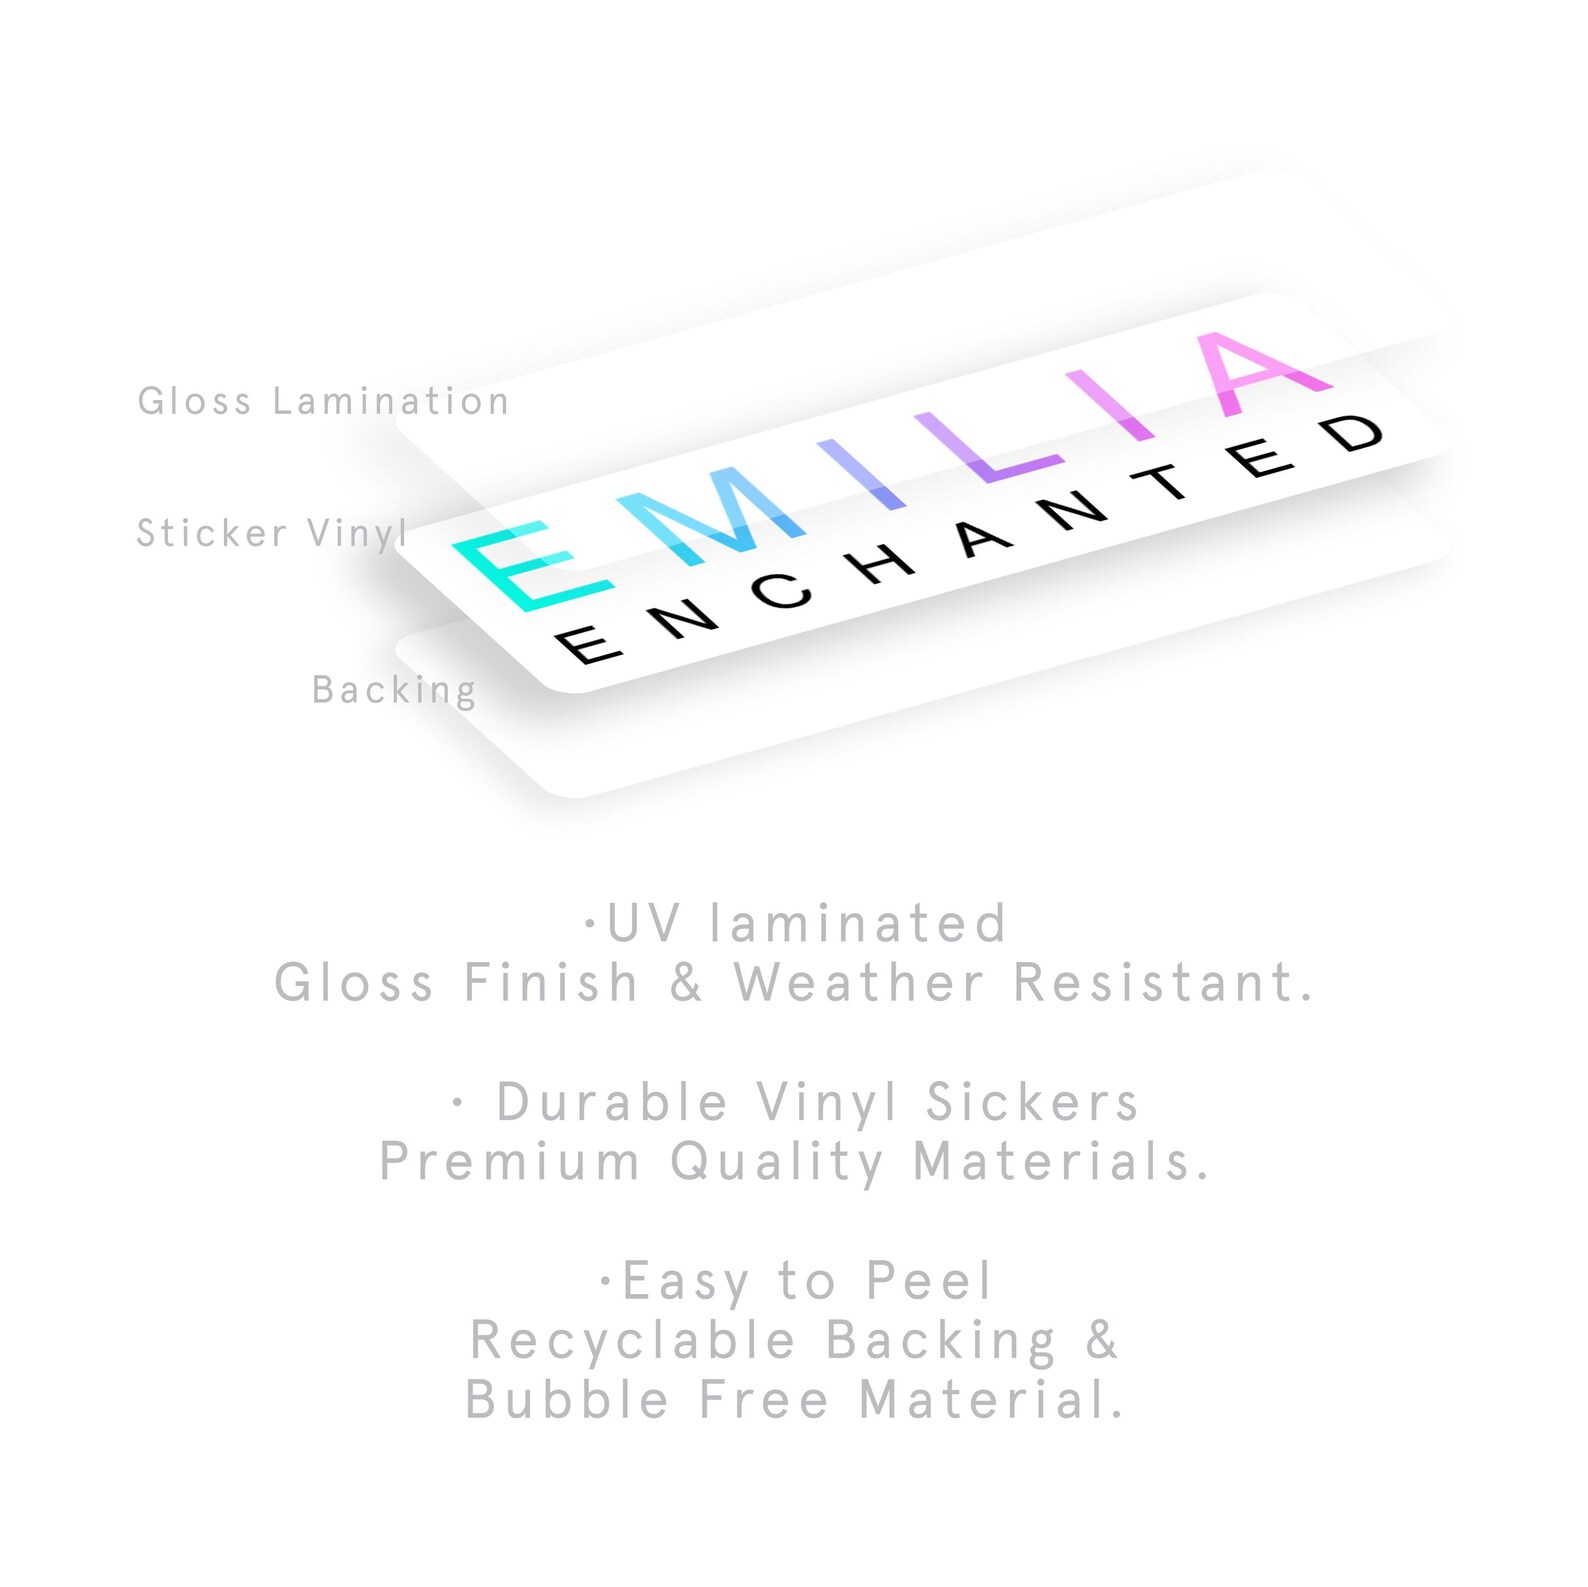 Gloss Lamination
EMILIA
ENCHANTED
Sticker Vinyl
Backing
·UV laminated
Gloss Finish & Weather Resistant.
· Durable Vinyl Sickers
Premium Quality Materials.
·Easy to Peel
Recyclable Backing &
Bubble Free Material.